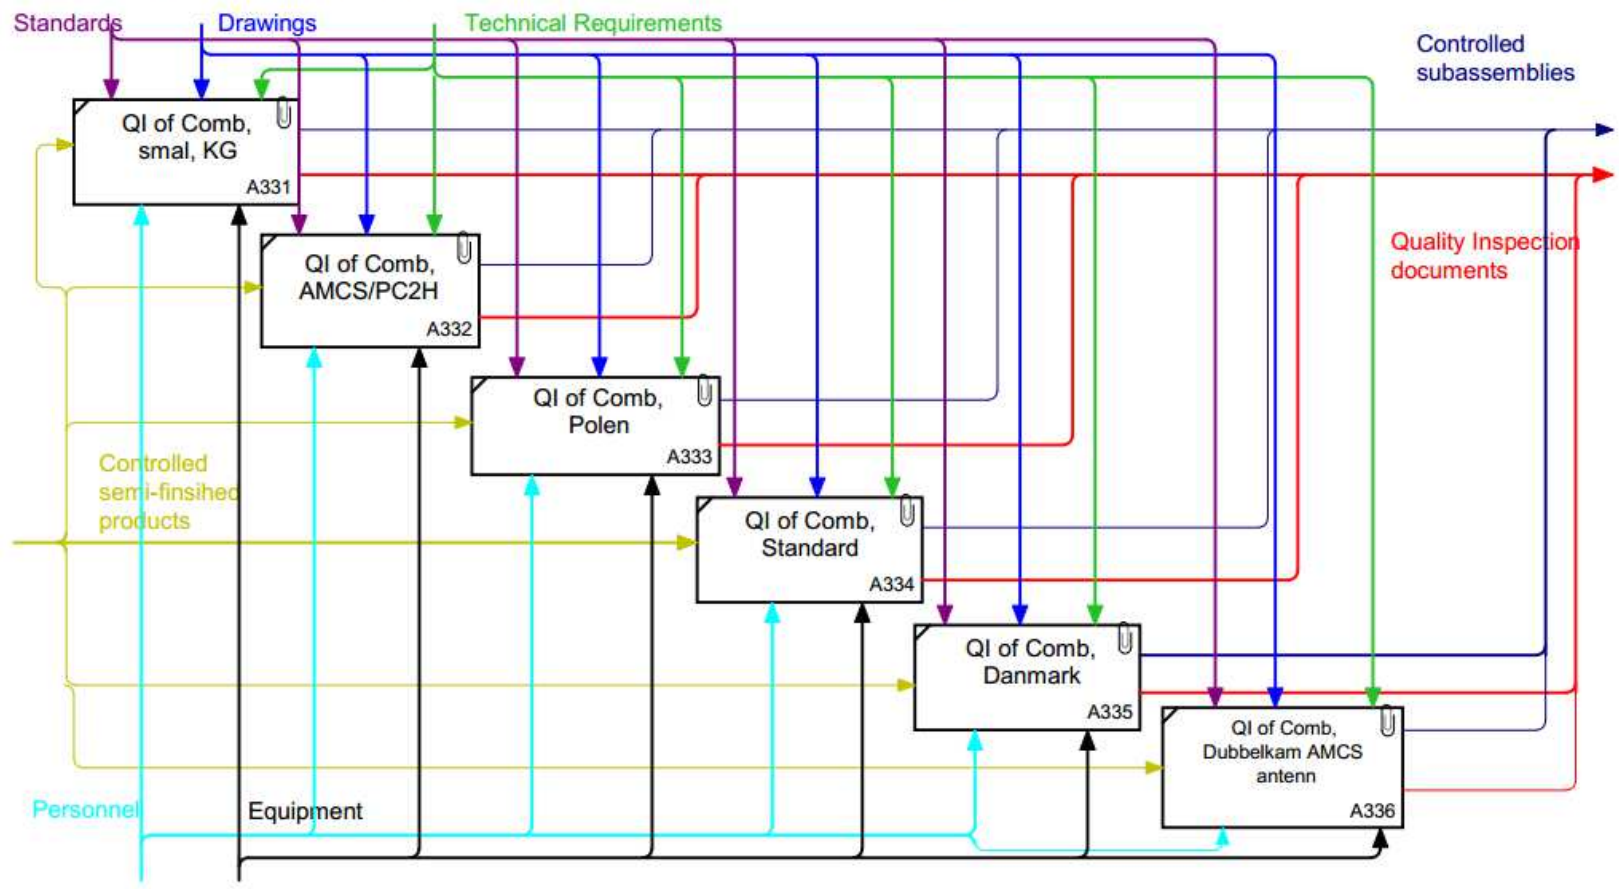 Standards
Drawings
Technical Requirements
Controlled
subassemblies
QI of Comb,
smal, KG
A331
Quality Inspection
documents
QI of Comb,
AMCS/PC2H
A332
QI of Comb,
Polen
A333
Controlled
semi-finsihed
products
QI of Comb,
Standard
A334
QI of Comb,
Danmark
A335
QI of Comb,
Dubbelkam AMCS
antenn
A336
Personnel
Equipment